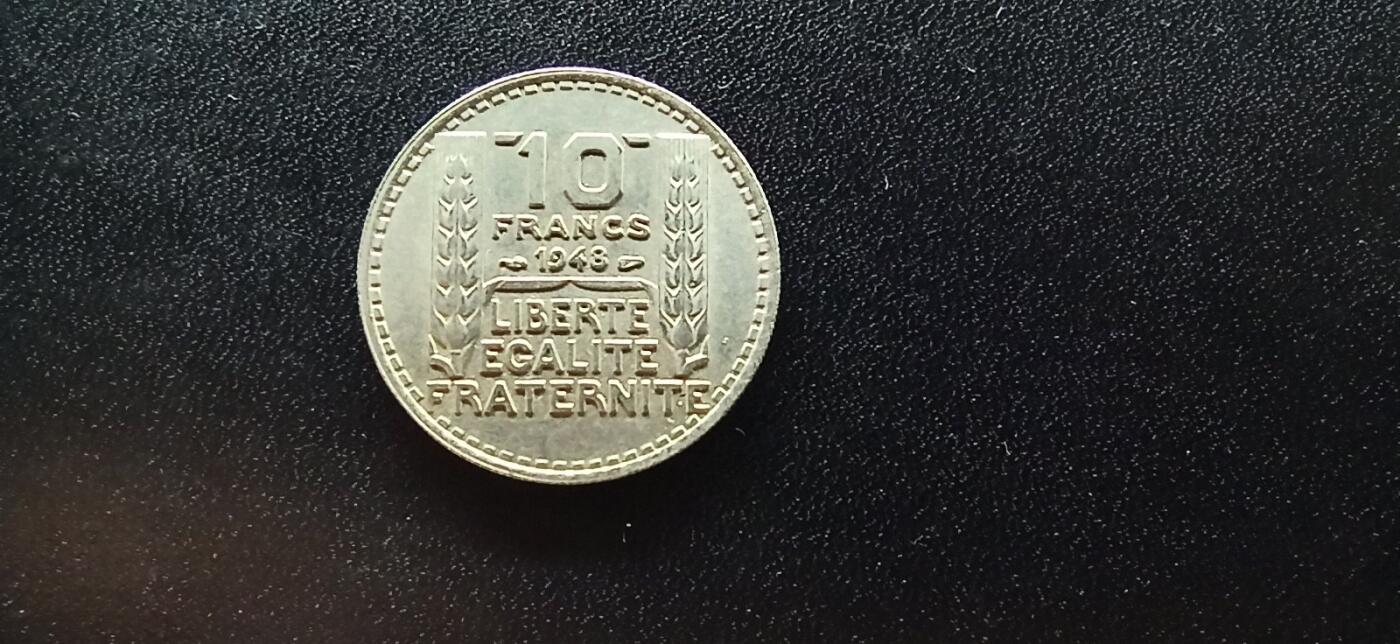 10
FRANCS
1948
LIBERTE
EGALITE
FRATERNITE